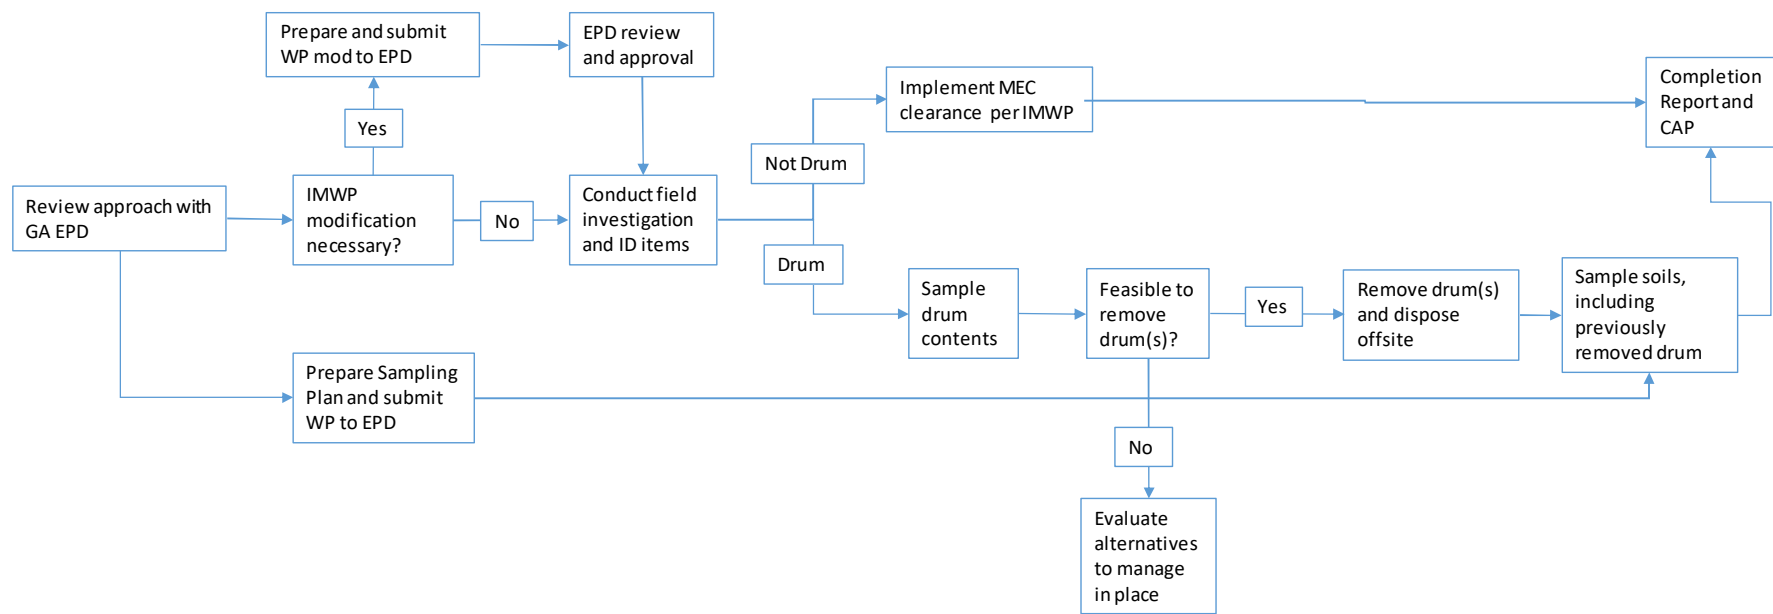 Prepare and submit
WP mod to EPD
EPD review
and approval
Implement MEC
clearance per IMWP
Completion
Report and
CAP
Yes
Not Drum
Review approach with
GA EPD
IMWP
modification
necessary?
No
Conduct field
investigation
and ID items
Drum
Sample
drum
contents
Feasible to
remove
drum(s)?
Yes
Remove drum(s)
and dispose
offsite
Sample soils,
including
previously
removed drum
Prepare Sampling
Plan and submit
WP to EPD
No
Evaluate
alternatives
to manage
in place